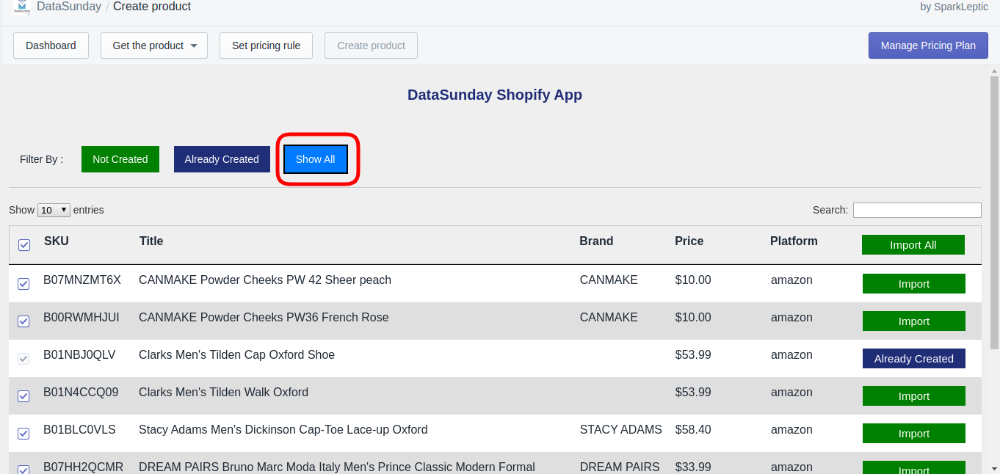 DataSunday / Create product by SparkLeptic
Dashboard Get the product Set pricing rule Create product Manage Pricing Plan
DataSunday Shopify App
Filter By : Not Created Already Created Show All
Show 10 entries Search:
SKU Title Brand Price Platform Import All
B07MNZMT6X CANMAKE Powder Cheeks PW 42 Sheer peach CANMAKE $10.00 amazon Import
B00RWMHJUI CANMAKE Powder Cheeks PW36 French Rose CANMAKE $10.00 amazon Import
B01NBJ0QLV Clarks Men's Tilden Cap Oxford Shoe $53.99 amazon Already Created
B01N4CCQ09 Clarks Men's Tilden Walk Oxford $53.99 amazon Import
B01BLC0VLS Stacy Adams Men's Dickinson Cap-Toe Lace-up Oxford STACY ADAMS $58.40 amazon Import
B07HH2QCMR DREAM PAIRS Bruno Marc Moda Italy Men's Prince Classic Modern Formal DREAM PAIRS $33.99 amazon Import